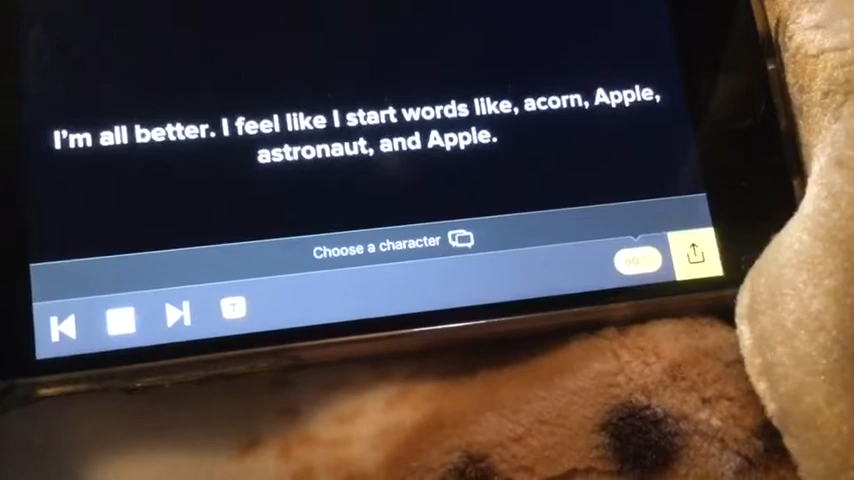 I'm all better. I feel like I start words like, acorn, Apple,
astronaut, and Apple.
Choose a character
T